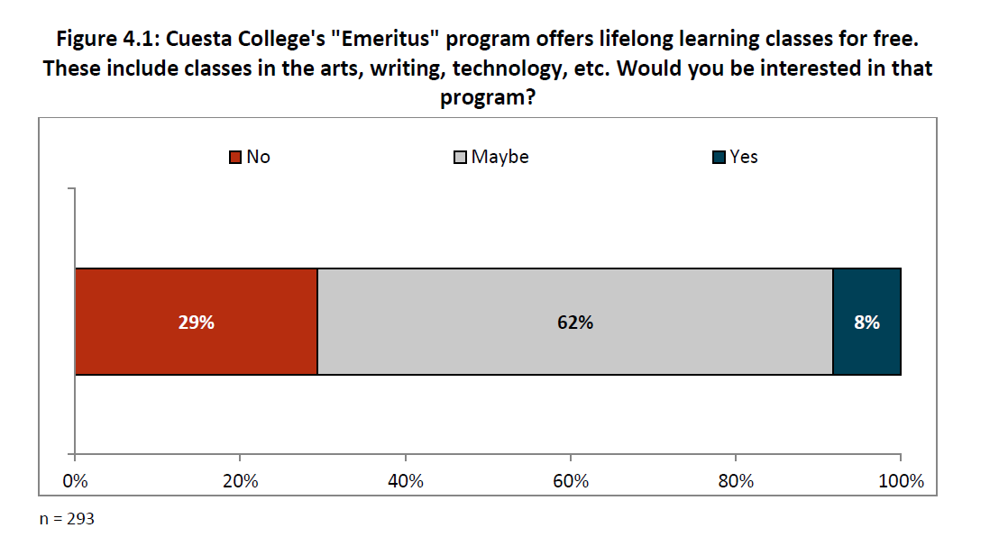 Figure 4.1: Cuesta College's "Emeritus" program offers lifelong learning classes for free.
These include classes in the arts, writing, technology, etc. Would you be interested in that
program?
No Maybe Yes
29% 62% 8%
0% 20% 40% 60% 80% 100%
n = 293